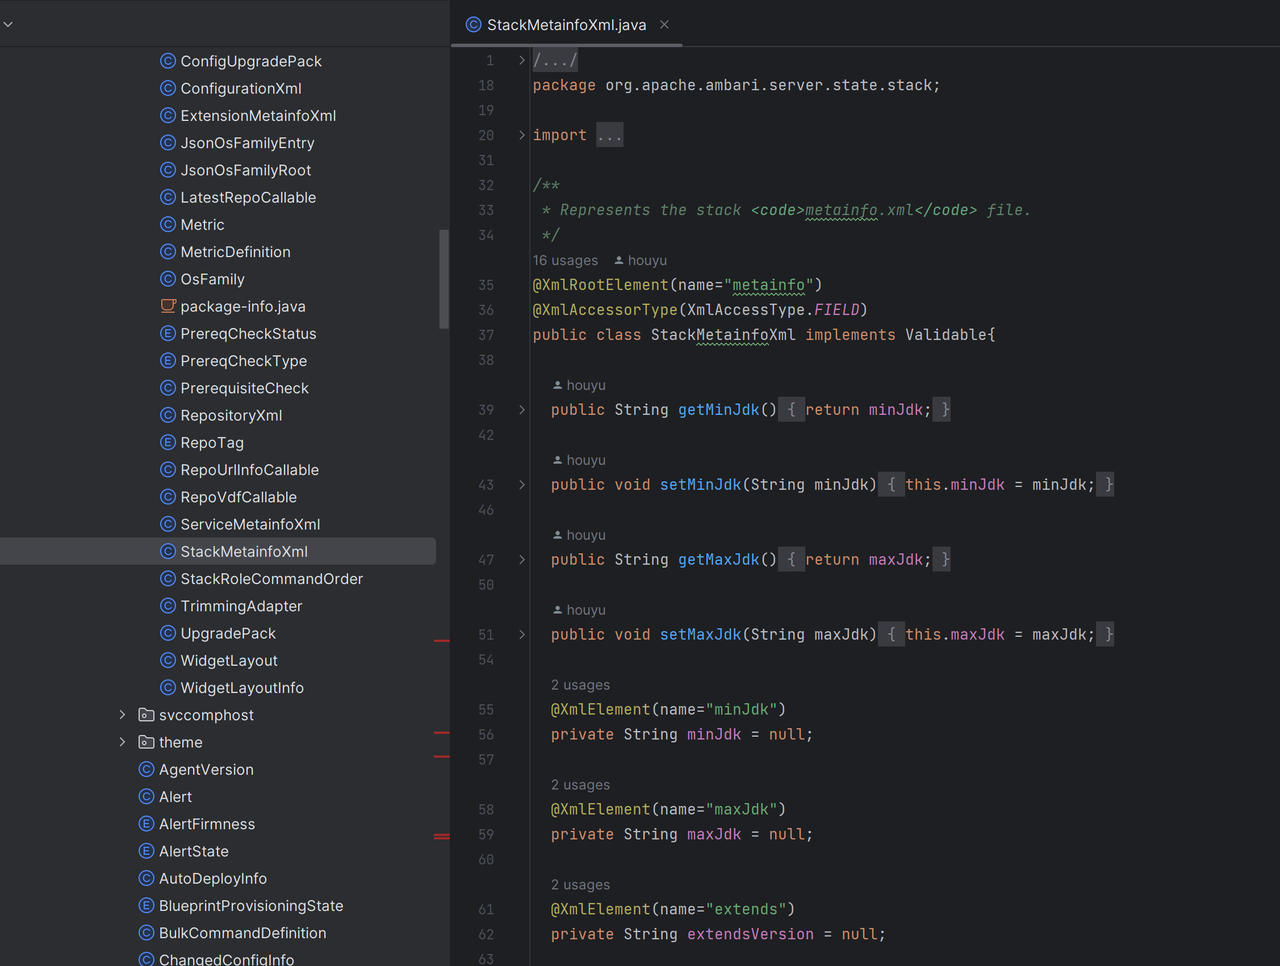 ConfigUpgradePack
ConfigurationXml
ExtensionMetainfoXml
JsonOsFamilyEntry
JsonOsFamilyRoot
LatestRepoCallable
Metric
MetricDefinition
OsFamily
package-info.java
PrereqCheckStatus
PrereqCheckType
PrerequisiteCheck
RepositoryXml
RepoTag
RepoUrlInfoCallable
RepoVdfCallable
ServiceMetainfoXml
StackMetainfoXml
StackRoleCommandOrder
TrimmingAdapter
UpgradePack
WidgetLayout
WidgetLayoutInfo
svccomphost
theme
AgentVersion
Alert
AlertFirmness
AlertState
AutoDeployInfo
BlueprintProvisioningState
BulkCommandDefinition
ChangedConfigInfo
StackMetainfoXml.java
1 /.../
18 package org.apache.ambari.server.state.stack;
19
20 import ...
31
32 /**
33 * Represents the stack <code>metainfo.xml</code> file.
34 */
16 usages houyu
35 @XmlRootElement(name="metainfo")
36 @XmlAccessorType(XmlAccessType.FIELD)
37 public class StackMetainfoXml implements Validable{
38
houyu
39 public String getMinJdk() { return minJdk; }
42
houyu
43 public void setMinJdk(String minJdk) { this.minJdk = minJdk; }
46
houyu
47 public String getMaxJdk() { return maxJdk; }
50
houyu
51 public void setMaxJdk(String maxJdk) { this.maxJdk = maxJdk; }
54
2 usages
55 @XmlElement(name="minJdk")
56 private String minJdk = null;
57
2 usages
58 @XmlElement(name="maxJdk")
59 private String maxJdk = null;
60
2 usages
61 @XmlElement(name="extends")
62 private String extendsVersion = null;
63